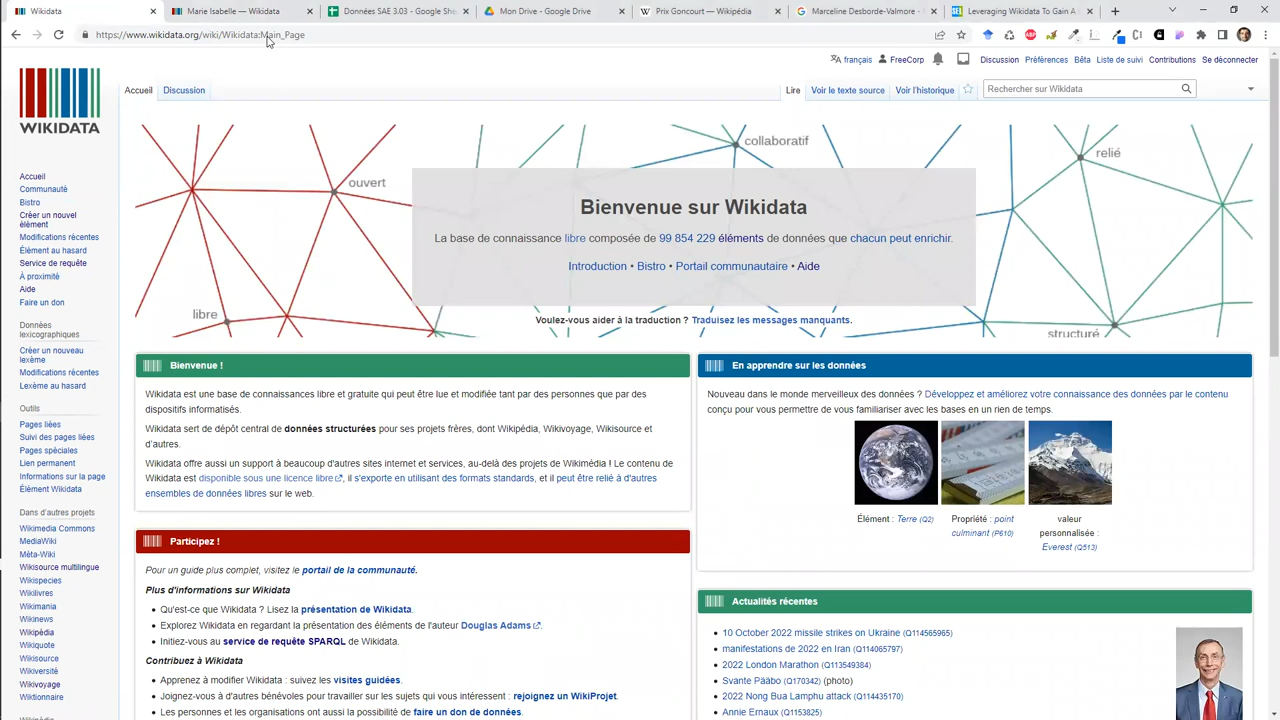 Wikidata
Marie Isabelle — Wikidata
Données SAE 3.03 - Google She
Mon Drive - Google Drive
Prix Goncourt — Wikipédia
Marceline Desborde-Valmore -
Leveraging Wikidata To Gain A
https://www.wikidata.org/wiki/Wikidata:Main_Page
français
FreeCorp
Discussion
Préférences
Bêta
Liste de suivi
Contributions
Se déconnecter
WIKIDATA
Accueil
Discussion
Lire
Voir le texte source
Voir l'historique
Rechercher sur Wikidata
Accueil
Communauté
Bistro
Créer un nouvel
élément
Modifications récentes
Élément au hasard
Service de requête
À proximité
Aide
Faire un don
Données
lexicographiques
Créer un nouveau
lexème
Modifications récentes
Lexème au hasard
Outils
Pages liées
Suivi des pages liées
Pages spéciales
Lien permanent
Informations sur la page
Élément Wikidata
Dans d'autres projets
Wikimedia Commons
MediaWiki
Méta-Wiki
Wikisource multilingue
Wikispecies
Wikilivres
Wikimania
Wikinews
Wikipédia
Wikiquote
Wikisource
Wikiversité
Wikivoyage
Wiktionnaire
Wikipédia
collaboratif
relié
ouvert
libre
structuré
Bienvenue sur Wikidata
La base de connaissance libre composée de 99 854 229 éléments de données que chacun peut enrichir.
Introduction • Bistro • Portail communautaire • Aide
Voulez-vous aider à la traduction ? Traduisez les messages manquants.
Bienvenue !
Wikidata est une base de connaissances libre et gratuite qui peut être lue et modifiée tant par des personnes que par des
dispositifs informatisés.
Wikidata sert de dépôt central de données structurées pour ses projets frères, dont Wikipédia, Wikivoyage, Wikisource et
d'autres.
Wikidata offre aussi un support à beaucoup d'autres sites internet et services, au-delà des projets de Wikimédia ! Le contenu de
Wikidata est disponible sous une licence libre, il s'exporte en utilisant des formats standards, et il peut être relié à d'autres
ensembles de données libres sur le web.
Participez !
Pour un guide plus complet, visitez le portail de la communauté.
Plus d'informations sur Wikidata
• Qu'est-ce que Wikidata ? Lisez la présentation de Wikidata.
• Explorez Wikidata en regardant la présentation des éléments de l'auteur Douglas Adams.
• Initiez-vous au service de requête SPARQL de Wikidata.
Contribuez à Wikidata
• Apprenez à modifier Wikidata : suivez les visites guidées.
• Joignez-vous à d'autres bénévoles pour travailler sur les sujets qui vous intéressent : rejoignez un WikiProjet.
• Les personnes et les organisations ont aussi la possibilité de faire un don de données.
En apprendre sur les données
Nouveau dans le monde merveilleux des données ? Développez et améliorez votre connaissance des données par le contenu
conçu pour vous permettre de vous familiariser avec les bases en un rien de temps.
Élément : Terre (Q2)
Propriété : point
culminant (P610)
valeur
personnalisée :
Everest (Q513)
Actualités récentes
• 10 October 2022 missile strikes on Ukraine (Q114565965)
• manifestations de 2022 en Iran (Q114065797)
• 2022 London Marathon (Q113549384)
• Svante Pääbo (Q170342) (photo)
• 2022 Nong Bua Lamphu attack (Q114435170)
• Annie Ernaux (Q1153825)